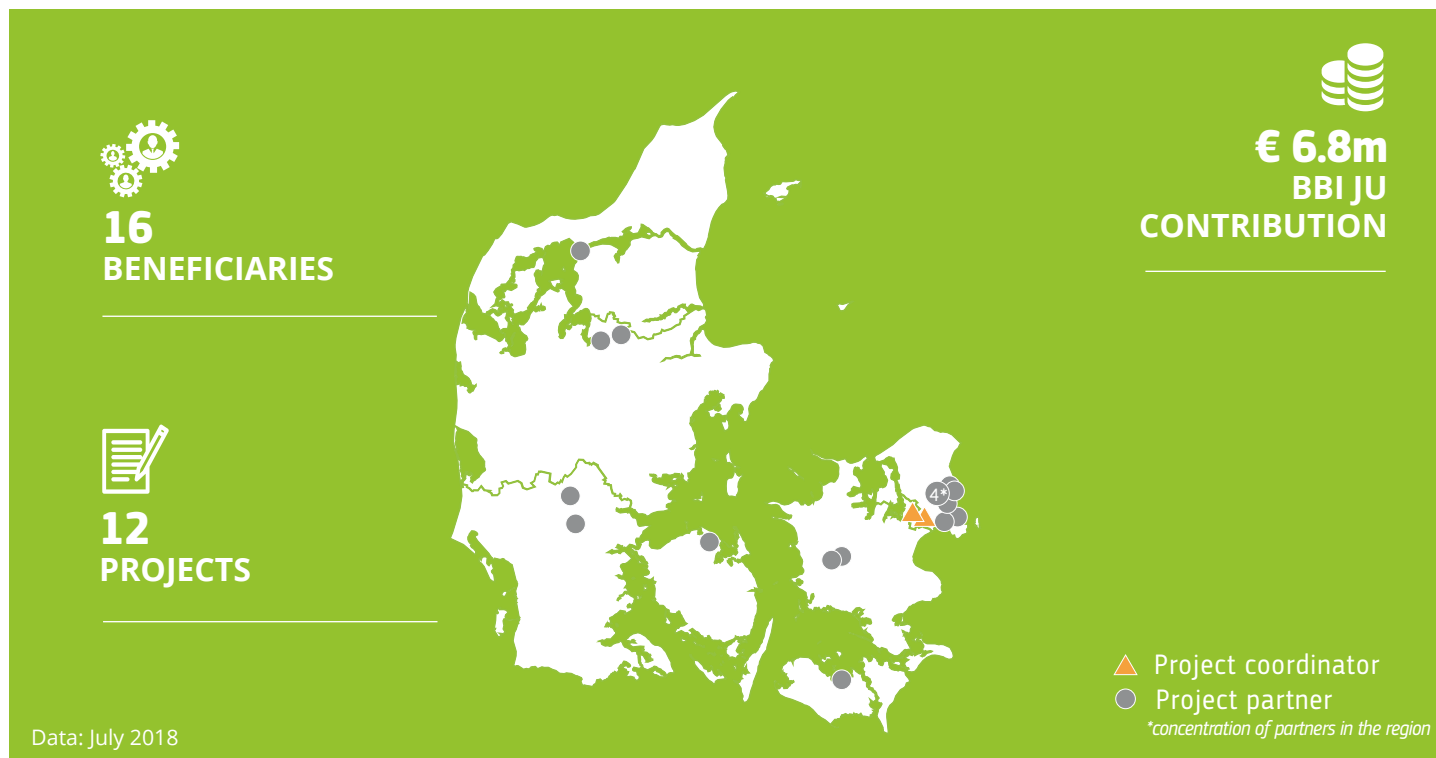 16
BENEFICIARIES
12
PROJECTS
€ 6.8m
BBI JU
CONTRIBUTION
4*
Project coordinator
Project partner
*concentration of partners in the region
Data: July 2018